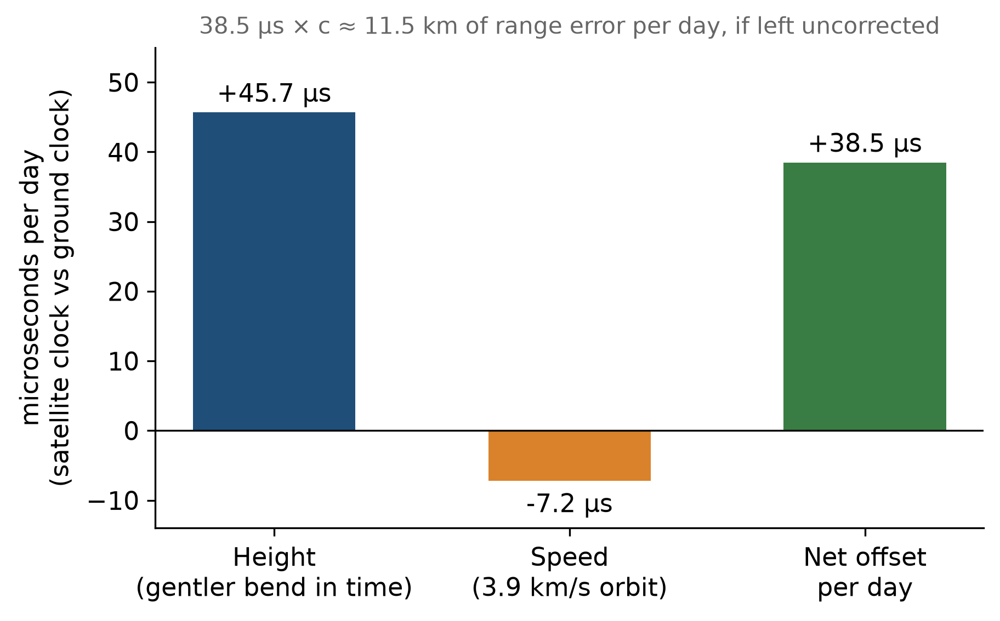 38.5 µs × c ≈ 11.5 km of range error per day, if left uncorrected
microseconds per day
(satellite clock vs ground clock)
50
40
30
20
10
0
−10
+45.7 µs
-7.2 µs
+38.5 µs
Height
(gentler bend in time)
Speed
(3.9 km/s orbit)
Net offset
per day